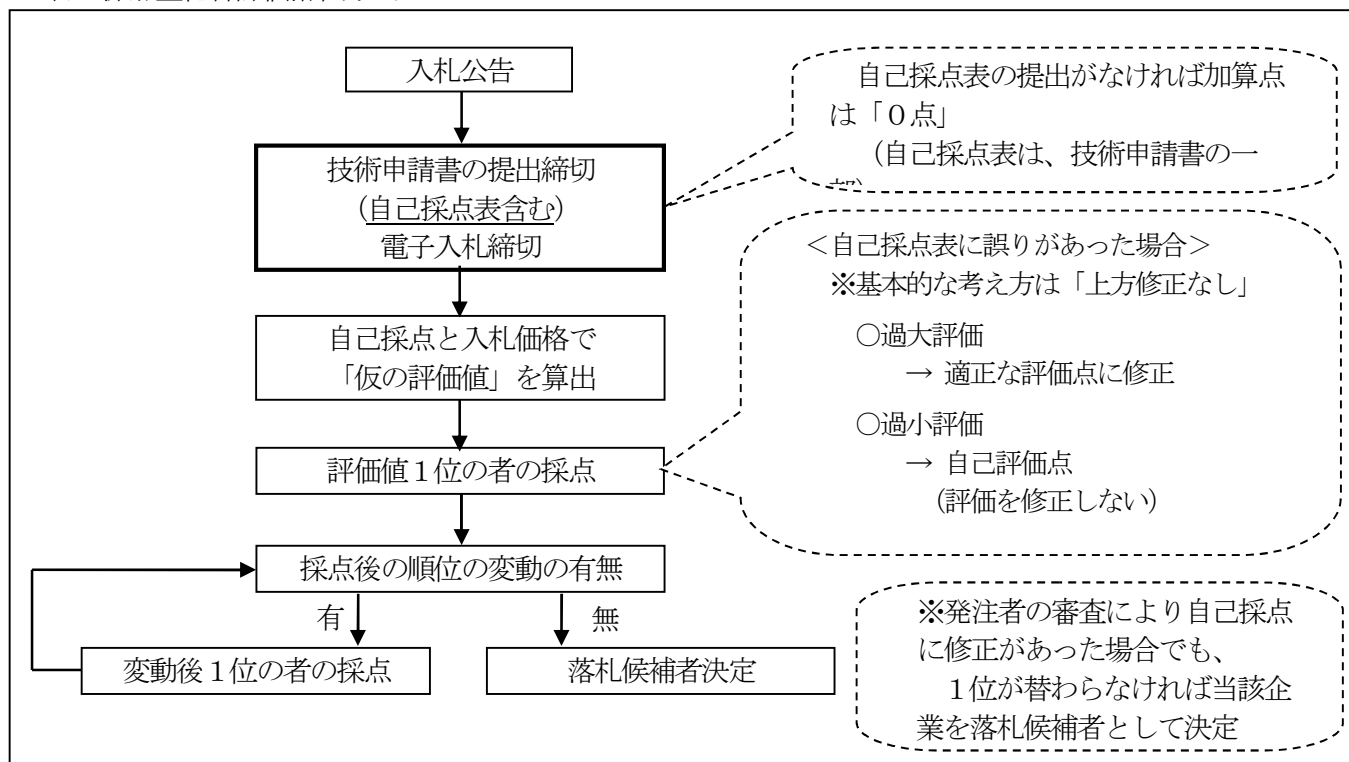 入札公告
自己採点表の提出がなければ加算点
は「０点」
（自己採点表は、技術申請書の一
技術申請書の提出締切
（自己採点表含む）
電子入札締切
＜自己採点表に誤りがあった場合＞
※基本的な考え方は「上方修正なし」
○過大評価
→ 適正な評価点に修正
○過小評価
→ 自己評価点
（評価を修正しない）
自己採点と入札価格で
「仮の評価値」を算出
評価値１位の者の採点
採点後の順位の変動の有無
有
無
変動後１位の者の採点
落札候補者決定
※発注者の審査により自己採点
に修正があった場合でも、
１位が替わらなければ当該企
業を落札候補者として決定